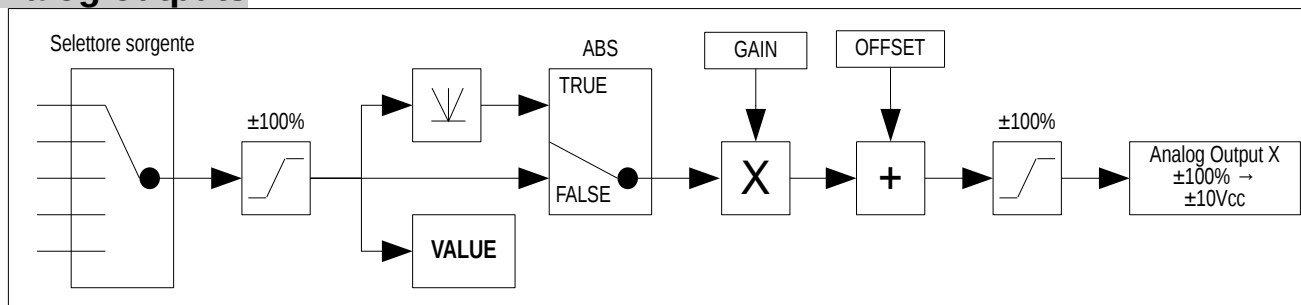 Selettore sorgente
±100%
VALUE
ABS
TRUE
FALSE
GAIN
X
OFFSET
+
±100%
Analog Output X
±100% →
±10Vcc